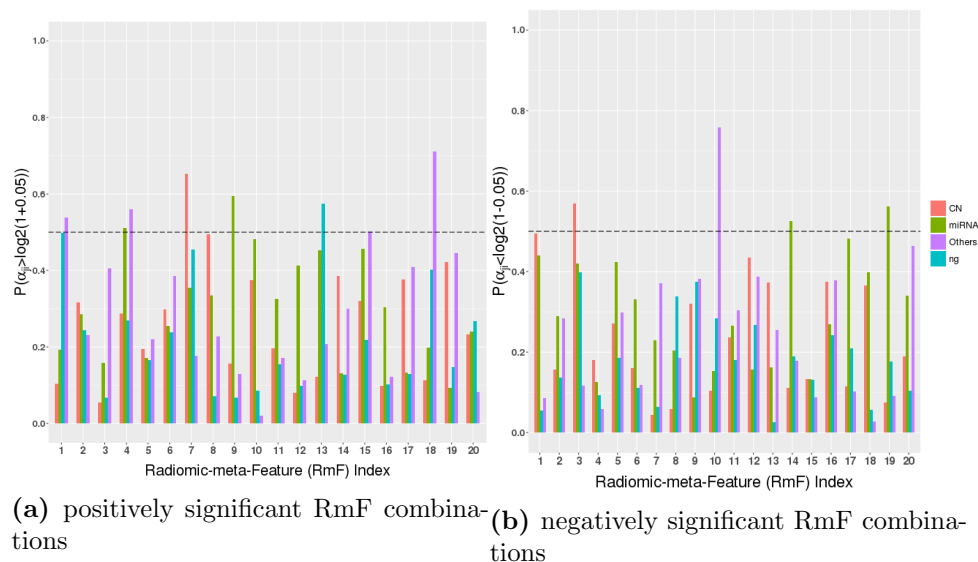 1.0
0.8
0.6
0.4
0.2
0.0
P(αij>log2(1+0.05))
1 2 3 4 5 6 7 8 9 10 11 12 13 14 15 16 17 18 19 20
Radiomic-meta-Feature (RmF) Index
(a) positively significant RmF combina-
tions
1.0
0.8
0.6
0.4
0.2
0.0
P(αij<log2(1-0.05))
1 2 3 4 5 6 7 8 9 10 11 12 13 14 15 16 17 18 19 20
Radiomic-meta-Feature (RmF) Index
CN
miRNA
Others
ng
(b) negatively significant RmF combina-
tions